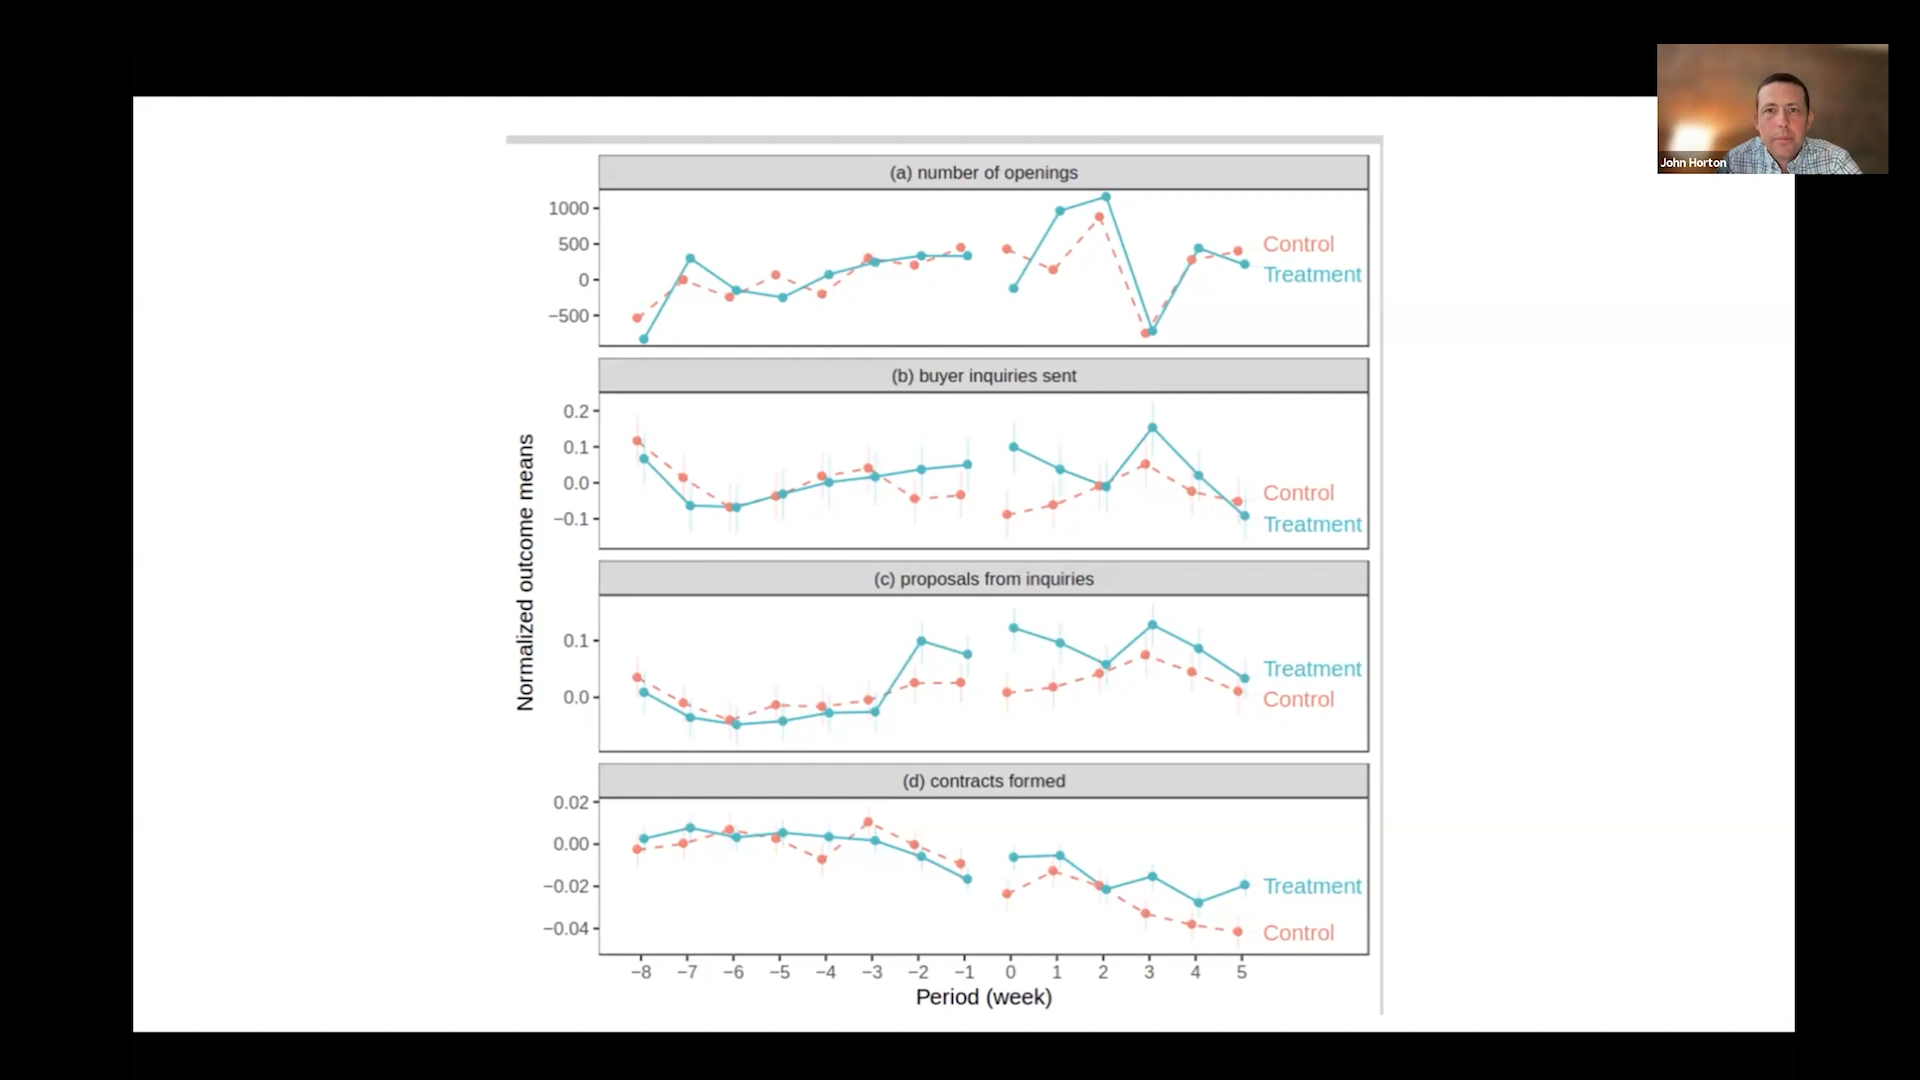 John Horton
(a) number of openings
1000
500
0
−500
Control
Treatment
(b) buyer inquiries sent
0.2
0.1
0.0
−0.1
Control
Treatment
(c) proposals from inquiries
0.1
0.0
Treatment
Control
(d) contracts formed
0.02
0.00
−0.02
−0.04
Treatment
Control
Normalized outcome means
−8 −7 −6 −5 −4 −3 −2 −1 0 1 2 3 4 5
Period (week)